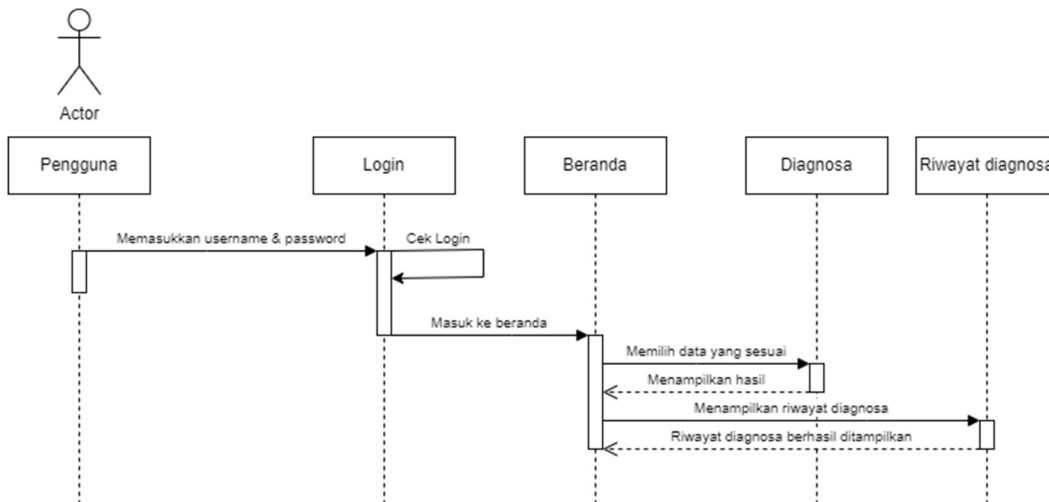 Actor
Pengguna
Login
Beranda
Diagnosa
Riwayat diagnosa
Memasukkan username & password
Cek Login
Masuk ke beranda
Memilih data yang sesuai
Menampilkan hasil
Menampilkan riwayat diagnosa
Riwayat diagnosa berhasil ditampilkan